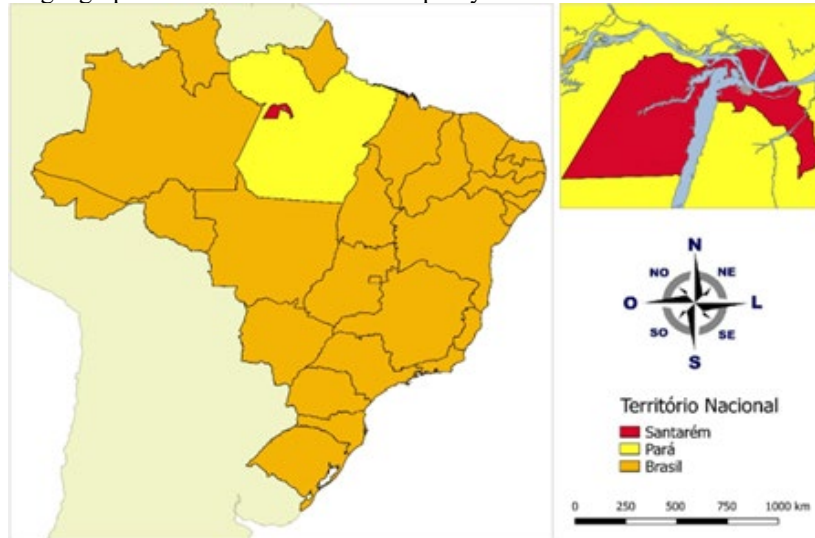 N
NO NE
O L
SO SE
S
Território Nacional
Santarém
Pará
Brasil
0 250 500 750 1000 km